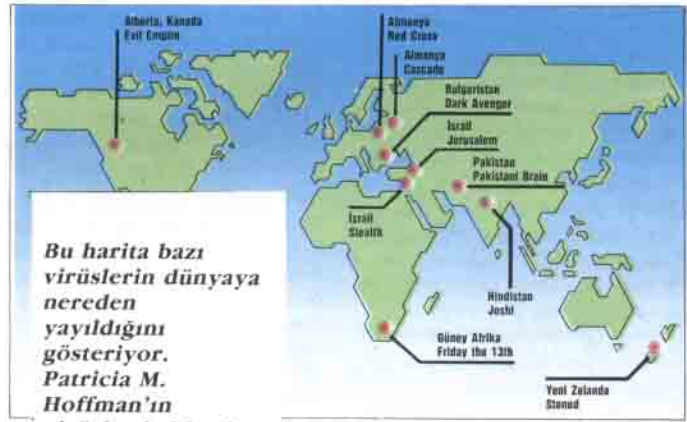 Alberta, Kanada
Evil Empire
Almanya
Red Cross
Almanya
Cascade
Bulgaristan
Dark Avenger
İsrail
Jerusalem
Pakistan
Pakistani Brain
İsrail
Stealth
Hindistan
Joshi
Güney Afrika
Friday the 13th
Yeni Zelanda
Stoned
Bu harita bazı
virüslerin dünyaya
nereden
yayıldığını
gösteriyor.
Patricia M.
Hoffman'ın